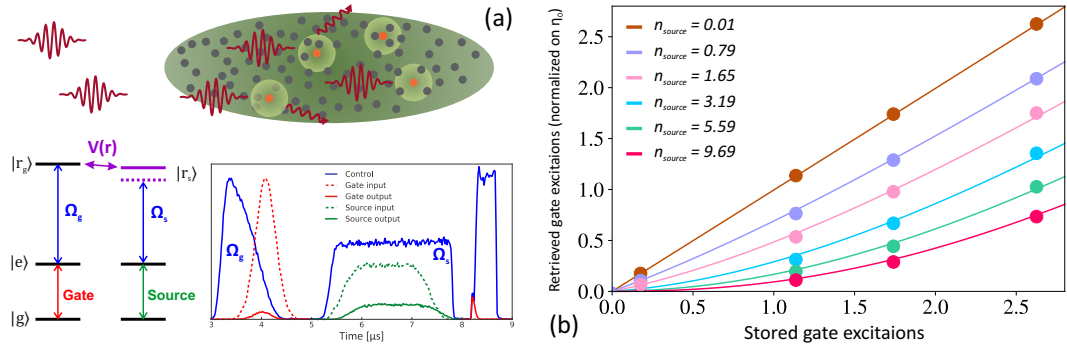 (a)
V(r)
|r_g⟩
|r_s⟩
Ω_g
Ω_s
|e⟩
Gate
Source
|g⟩
Control
Gate input
Gate output
Source input
Source output
Ω_g
Ω_s
3 4 5 6 7 8 9
Time [μs]
Retrieved gate excitaions (normalized on η₀)
2.5
2.0
1.5
1.0
0.5
0.0
n_source = 0.01
n_source = 0.79
n_source = 1.65
n_source = 3.19
n_source = 5.59
n_source = 9.69
0.0 0.5 1.0 1.5 2.0 2.5
(b)
Stored gate excitaions